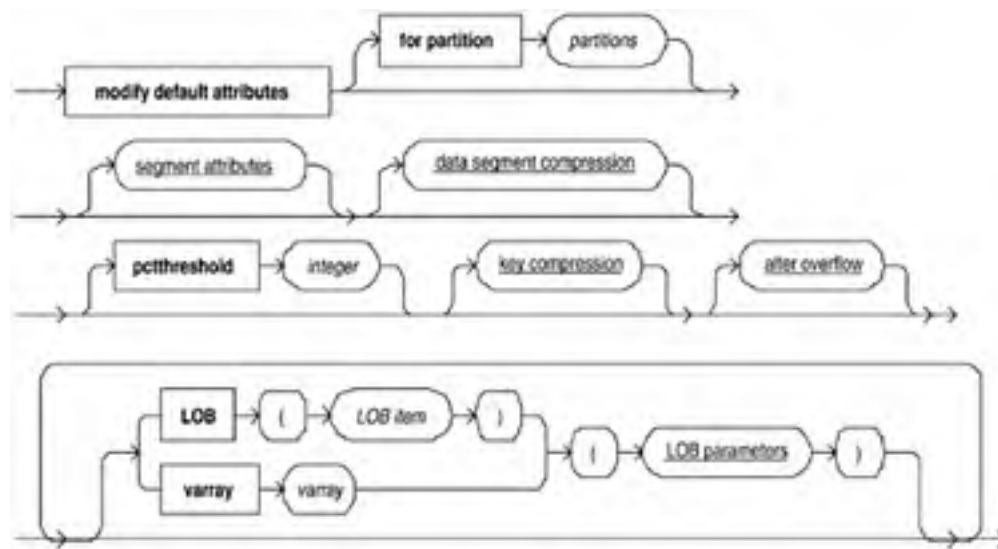 for partition partitions
modify default attributes
segment attributes data segment compression
pctthreshold integer key compression alter overflow
LOB ( LOB item )
( LOB parameters )
varray varray